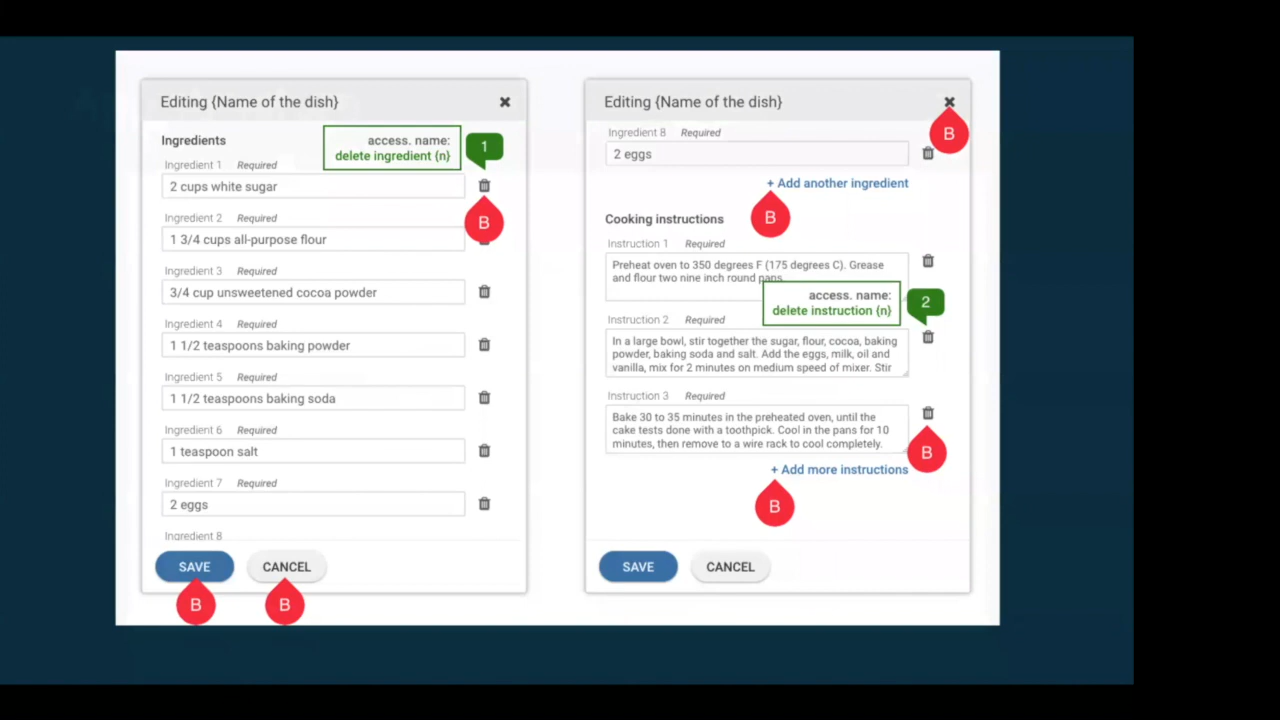 Editing {Name of the dish}
Ingredients
access. name:
delete ingredient {n}
1
Ingredient 1 Required
2 cups white sugar
B
Ingredient 2 Required
1 3/4 cups all-purpose flour
Ingredient 3 Required
3/4 cup unsweetened cocoa powder
Ingredient 4 Required
1 1/2 teaspoons baking powder
Ingredient 5 Required
1 1/2 teaspoons baking soda
Ingredient 6 Required
1 teaspoon salt
Ingredient 7 Required
2 eggs
Ingredient 8
SAVE
CANCEL
B
B
Editing {Name of the dish}
B
Ingredient 8 Required
2 eggs
+ Add another ingredient
B
Cooking instructions
Instruction 1 Required
Preheat oven to 350 degrees F (175 degrees C). Grease
and flour two nine inch round pans.
access. name:
delete instruction {n}
2
Instruction 2 Required
In a large bowl, stir together the sugar, flour, cocoa, baking
powder, baking soda and salt. Add the eggs, milk, oil and
vanilla, mix for 2 minutes on medium speed of mixer. Stir
Instruction 3 Required
Bake 30 to 35 minutes in the preheated oven, until the
cake tests done with a toothpick. Cool in the pans for 10
minutes, then remove to a wire rack to cool completely.
B
+ Add more instructions
B
SAVE
CANCEL